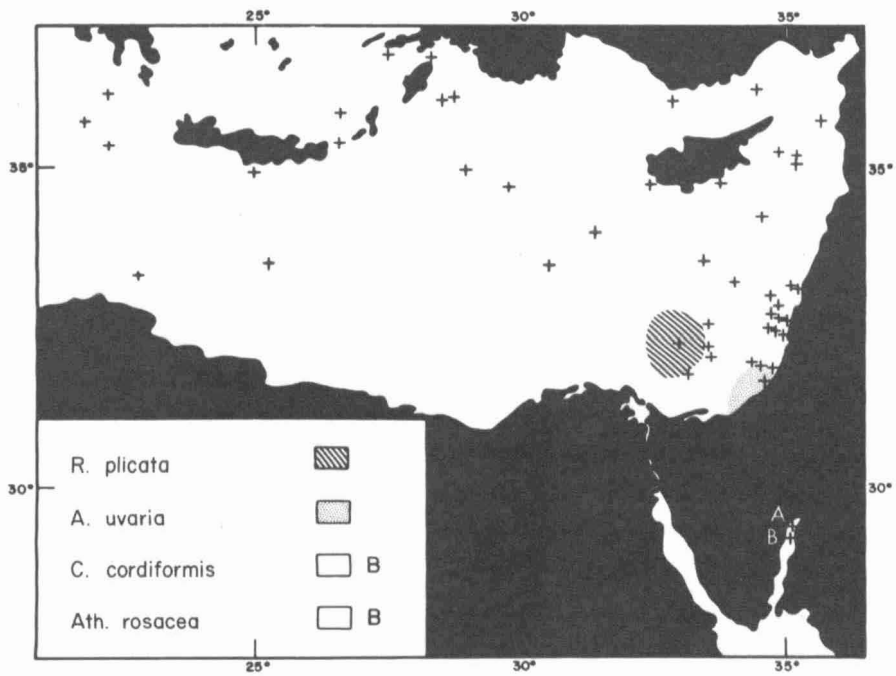 25° 30° 35°
35° 35°
R. plicata
30° 30°
A. uvaria
A
B
C. cordiformis B
Ath. rosacea B
25° 30° 35°